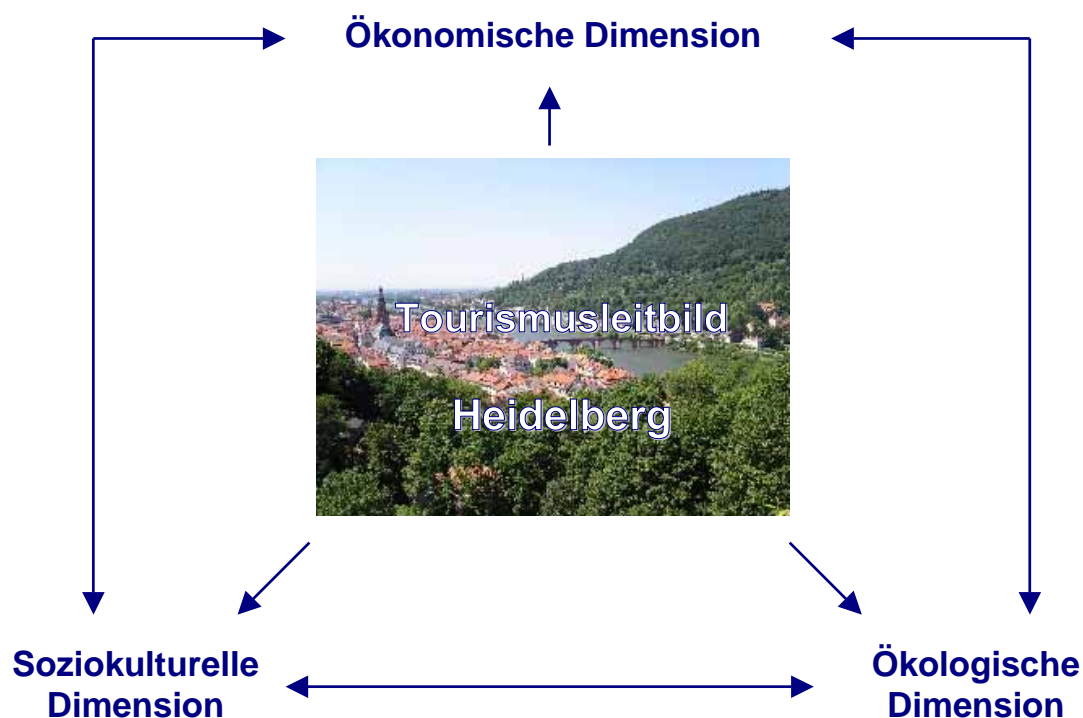 Ökonomische Dimension
Tourismusleitbild
Heidelberg
Soziokulturelle
Dimension
Ökologische
Dimension